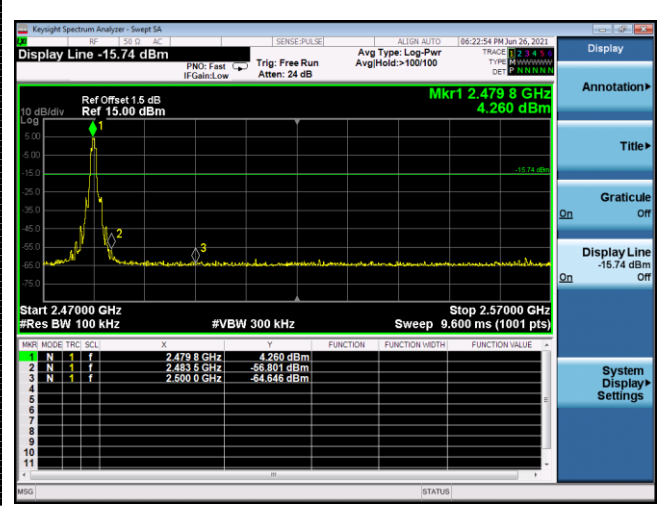 Keysight Spectrum Analyzer - Swept SA
RF 50 Ω AC SENSE:PULSE ALIGN AUTO 06:22:54 PM Jun 26, 2021
Display Line -15.74 dBm
PNO: Fast
IFGain:Low
Trig: Free Run
Atten: 24 dB
Avg Type: Log-Pwr
Avg|Hold:>100/100
TRACE 1 2 3 4 5 6
TYPE M W W W W W
DET P N N N N N
Mkr1 2.479 8 GHz
4.260 dBm
Ref Offset 1.5 dB
10 dB/div Ref 15.00 dBm
Log
1
5.00
-5.00
-15.0
-15.74 dBm
-25.0
-35.0
-45.0
2
-55.0
3
-65.0
-75.0
Start 2.47000 GHz Stop 2.57000 GHz
#Res BW 100 kHz #VBW 300 kHz Sweep 9.600 ms (1001 pts)
MKR MODE TRC SCL X Y FUNCTION FUNCTION WIDTH FUNCTION VALUE
1 N 1 f 2.479 8 GHz 4.260 dBm
2 N 1 f 2.483 5 GHz -56.801 dBm
3 N 1 f 2.500 0 GHz -64.646 dBm
4
5
6
7
8
9
10
11
MSG STATUS
Display
Annotation
Title
Graticule
On Off
Display Line
-15.74 dBm
On Off
System
Display
Settings